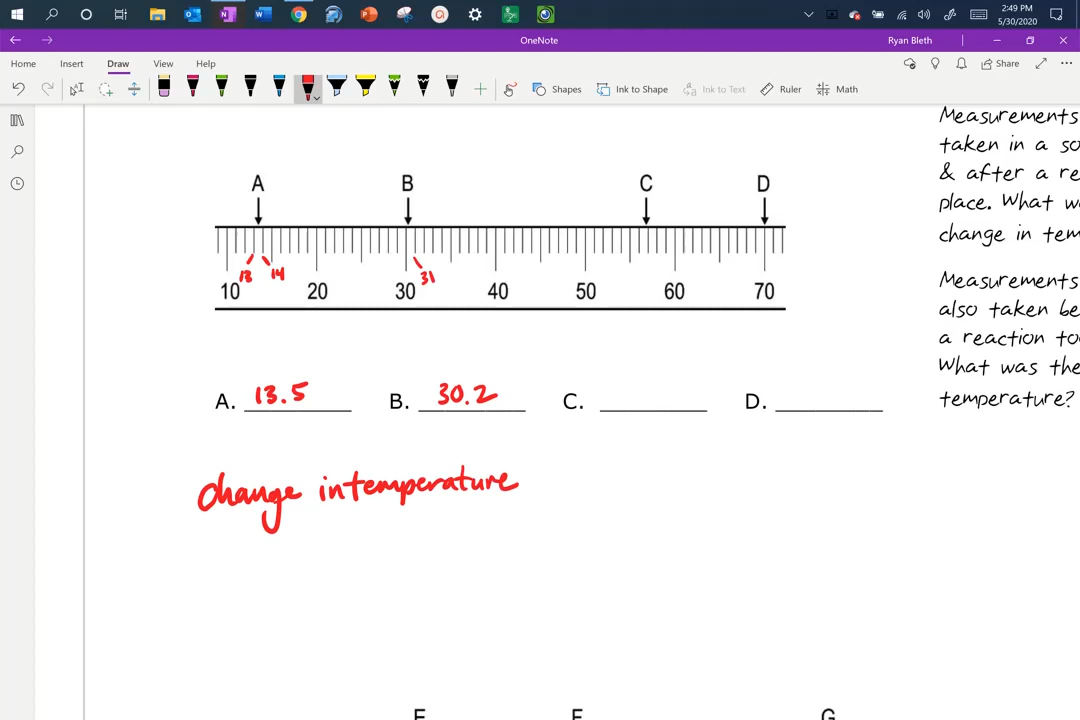 2:49 PM
5/30/2020
OneNote
Ryan Bleth
Home Insert Draw View Help
Share
Shapes Ink to Shape Ink to Text Ruler Math
Measurements
taken in a so
& after a re
place. What w
change in tem
A B C D
13 14 31
10 20 30 40 50 60 70
Measurements
also taken be
a reaction to
What was the
temperature?
A. 13.5 B. 30.2 C. D.
change in temperature
E F G